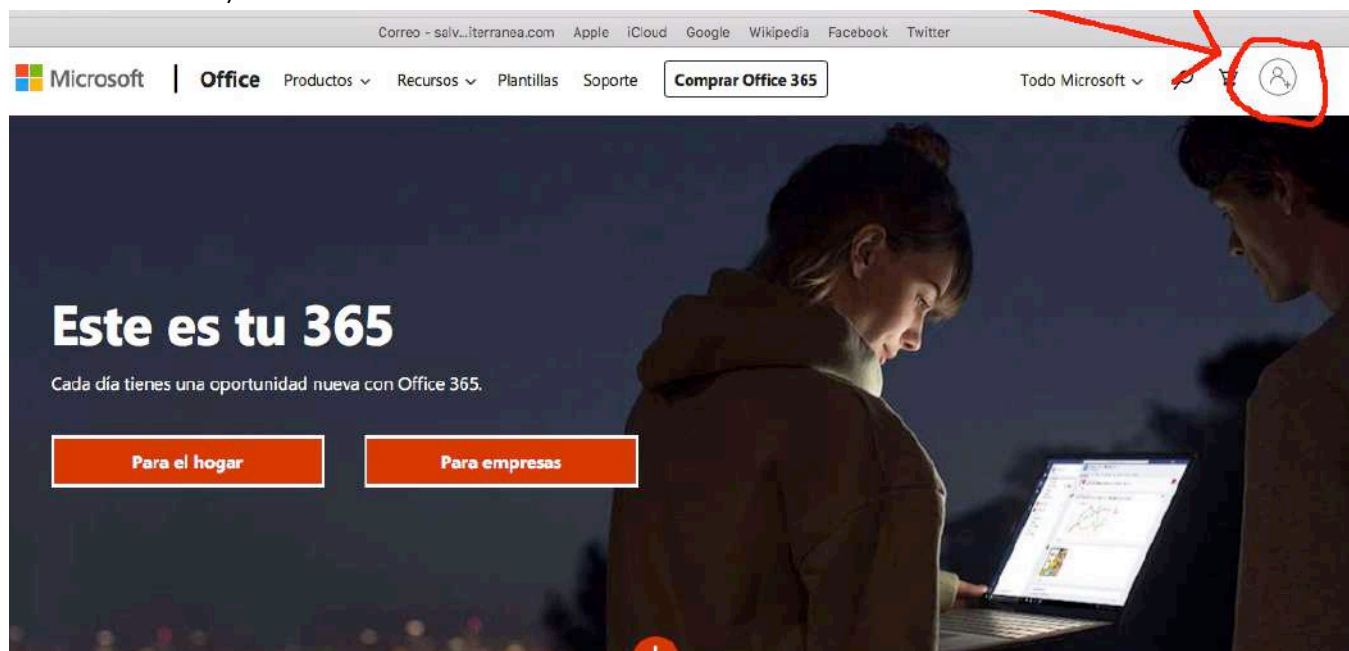 Correo - salv...iterranea.com Apple iCloud Google Wikipedia Facebook Twitter
Microsoft | Office Productos Recursos Plantillas Soporte Comprar Office 365 Todo Microsoft
Este es tu 365
Cada día tienes una oportunidad nueva con Office 365.
Para el hogar Para empresas